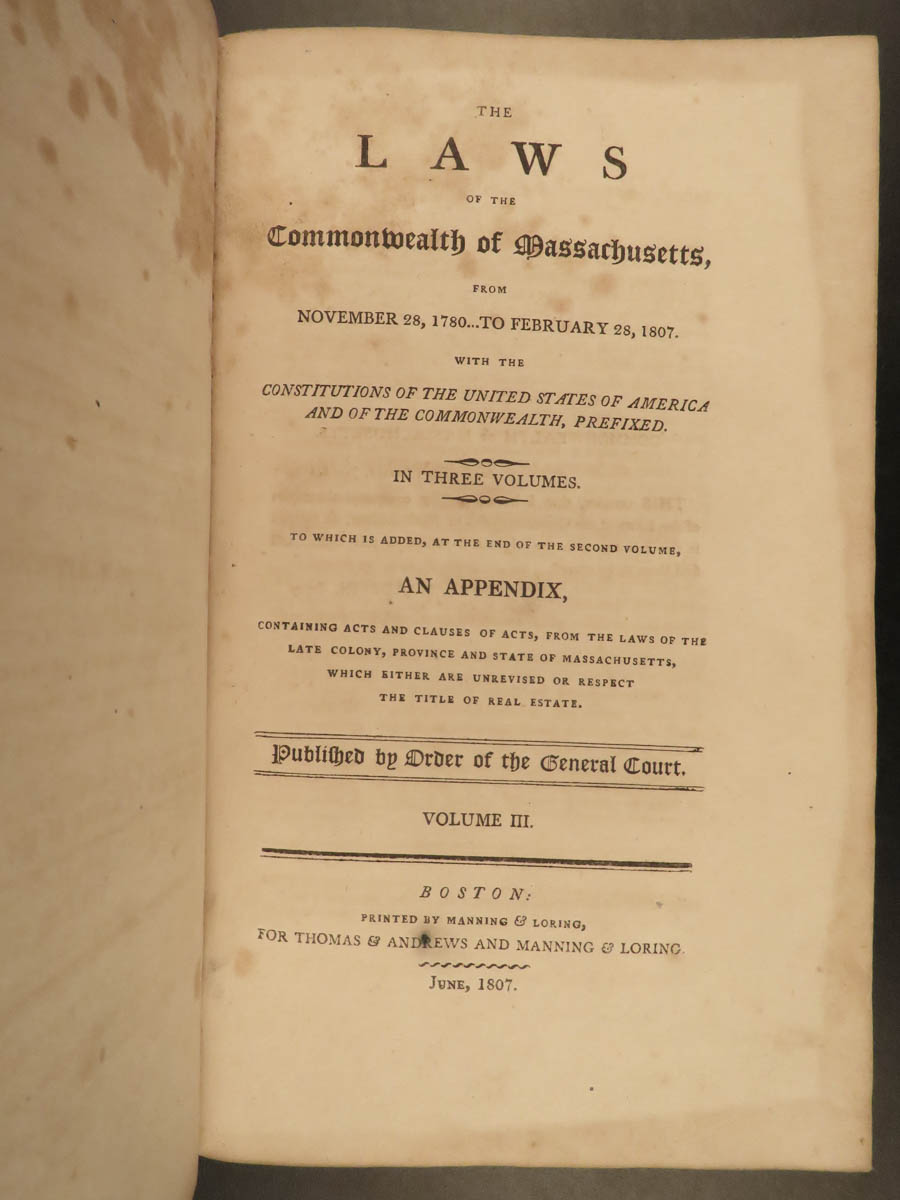 THE
LAWS
OF THE
Commonwealth of Massachusetts,
FROM
NOVEMBER 28, 1780...TO FEBRUARY 28, 1807.
WITH THE
CONSTITUTIONS OF THE UNITED STATES OF AMERICA
AND OF THE COMMONWEALTH, PREFIXED.
IN THREE VOLUMES.
TO WHICH IS ADDED, AT THE END OF THE SECOND VOLUME,
AN APPENDIX,
CONTAINING ACTS AND CLAUSES OF ACTS, FROM THE LAWS OF THE
LATE COLONY, PROVINCE AND STATE OF MASSACHUSETTS,
WHICH EITHER ARE UNREVISED OR RESPECT
THE TITLE OF REAL ESTATE.
Publiſhed by Order of the General Court.
VOLUME III.
BOSTON:
PRINTED BY MANNING & LORING,
FOR THOMAS & ANDREWS AND MANNING & LORING.
JUNE, 1807.